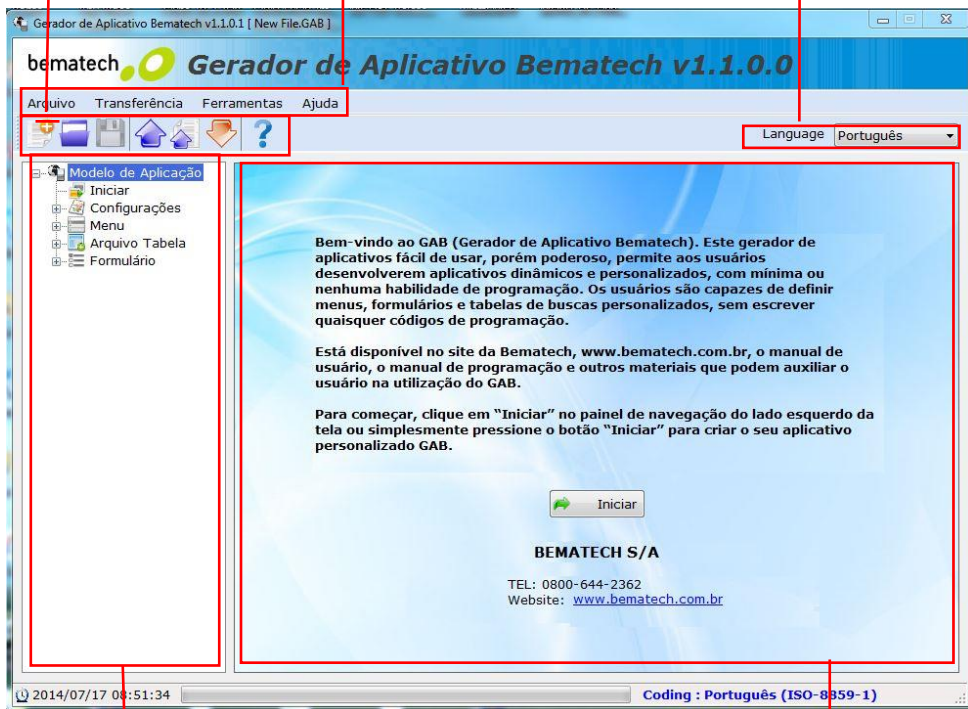 Gerador de Aplicativo Bematech v1.1.0.1 [ New File.GAB ]
bematech Gerador de Aplicativo Bematech v1.1.0.0
Arquivo Transferência Ferramentas Ajuda
Language Português
Modelo de Aplicação
Iniciar
Configurações
Menu
Arquivo Tabela
Formulário
Bem-vindo ao GAB (Gerador de Aplicativo Bematech). Este gerador de
aplicativos fácil de usar, porém poderoso, permite aos usuários
desenvolverem aplicativos dinâmicos e personalizados, com mínima ou
nenhuma habilidade de programação. Os usuários são capazes de definir
menus, formulários e tabelas de buscas personalizados, sem escrever
quaisquer códigos de programação.
Está disponível no site da Bematech, www.bematech.com.br, o manual de
usuário, o manual de programação e outros materiais que podem auxiliar o
usuário na utilização do GAB.
Para começar, clique em “Iniciar” no painel de navegação do lado esquerdo da
tela ou simplesmente pressione o botão “Iniciar” para criar o seu aplicativo
personalizado GAB.
Iniciar
BEMATECH S/A
TEL: 0800-644-2362
Website: www.bematech.com.br
2014/07/17 08:51:34
Coding : Português (ISO-8859-1)